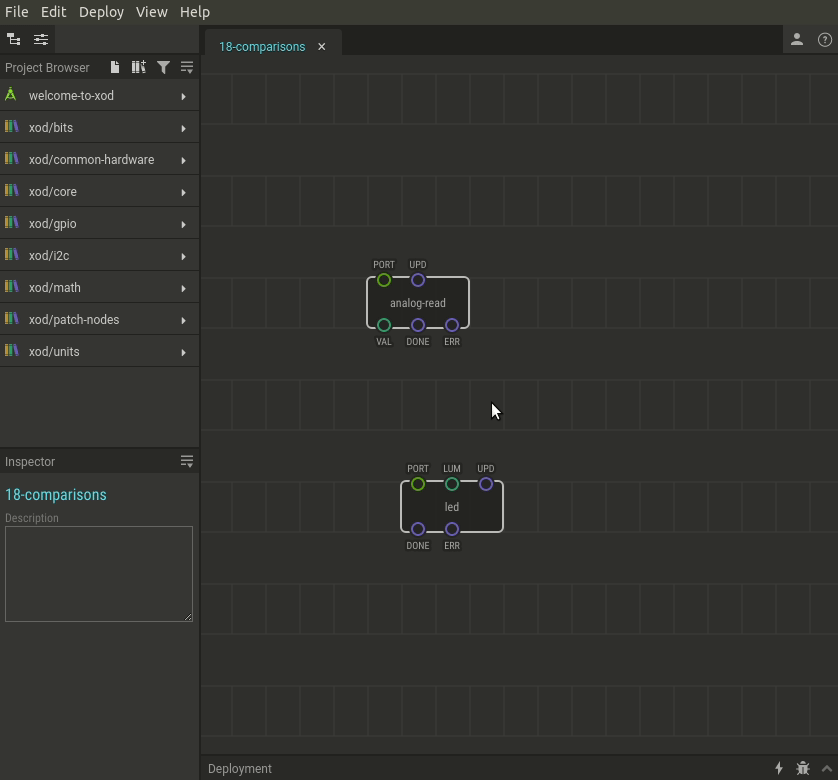 File Edit Deploy View Help
18-comparisons ×
Project Browser
welcome-to-xod
xod/bits
xod/common-hardware
xod/core
xod/gpio
xod/i2c
xod/math
xod/patch-nodes
xod/units
PORT UPD
analog-read
VAL DONE ERR
PORT LUM UPD
led
DONE ERR
Inspector
18-comparisons
Description
Deployment